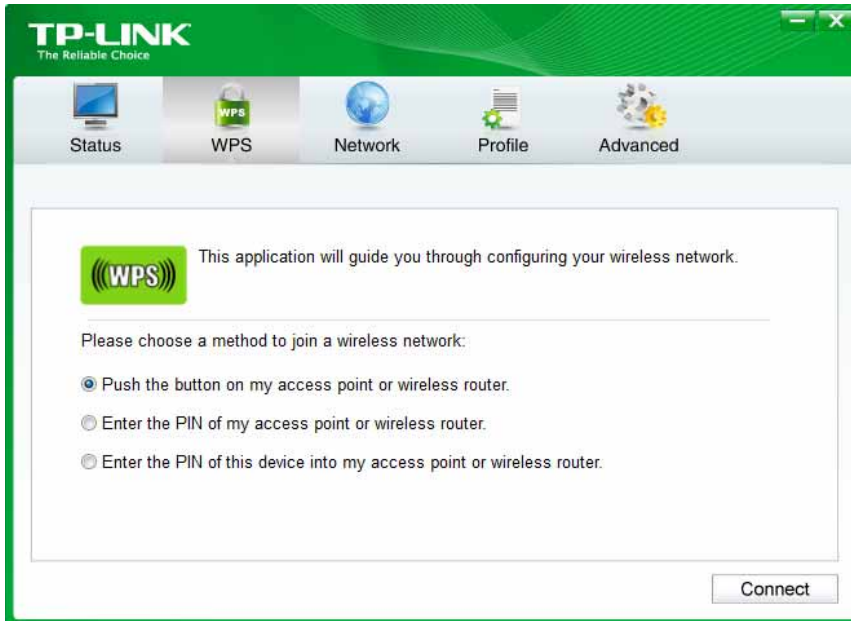 TP-LINK
The Reliable Choice
Status
WPS
WPS
Network
Profile
Advanced
WPS
This application will guide you through configuring your wireless network.
Please choose a method to join a wireless network:
Push the button on my access point or wireless router.
Enter the PIN of my access point or wireless router.
Enter the PIN of this device into my access point or wireless router.
Connect